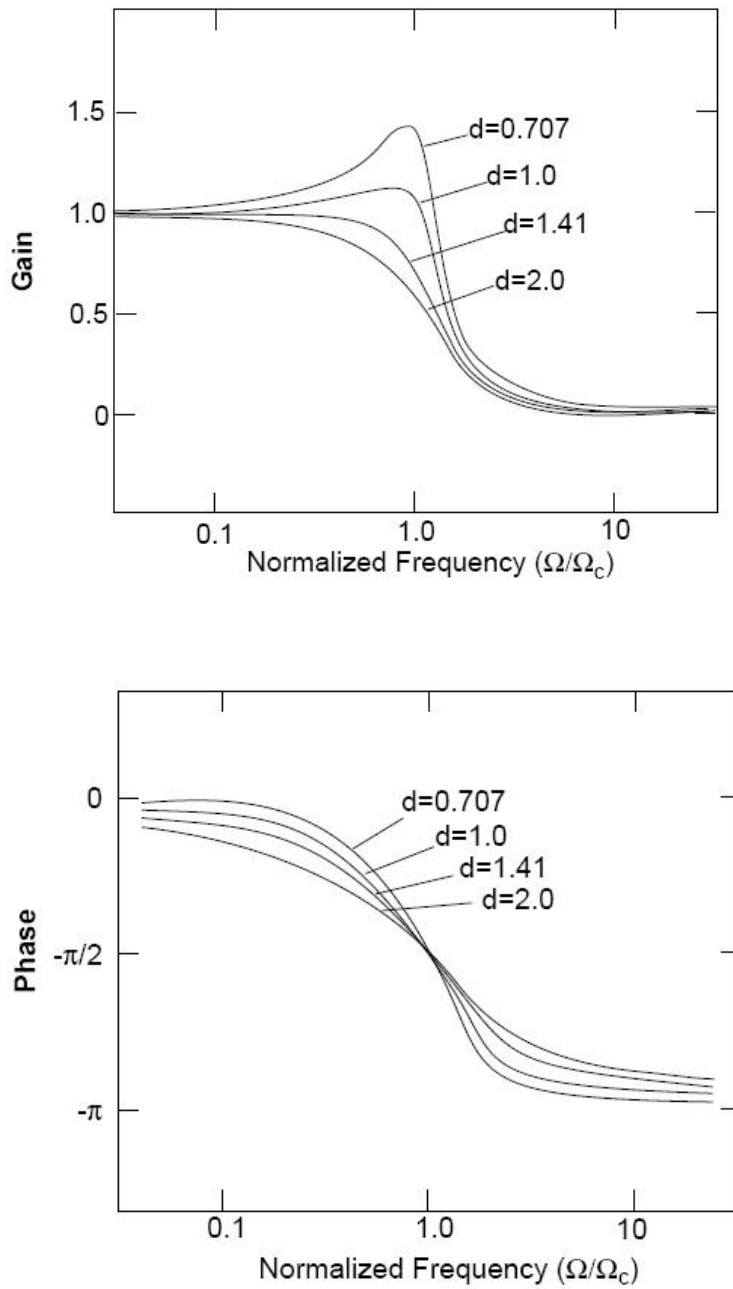 1.5
d=0.707
d=1.0
1.0
d=1.41
Gain
d=2.0
0.5
0
0.1 1.0 10
Normalized Frequency (Ω/Ωc)
0
d=0.707
d=1.0
d=1.41
d=2.0
Phase
-π/2
-π
0.1 1.0 10
Normalized Frequency (Ω/Ωc)